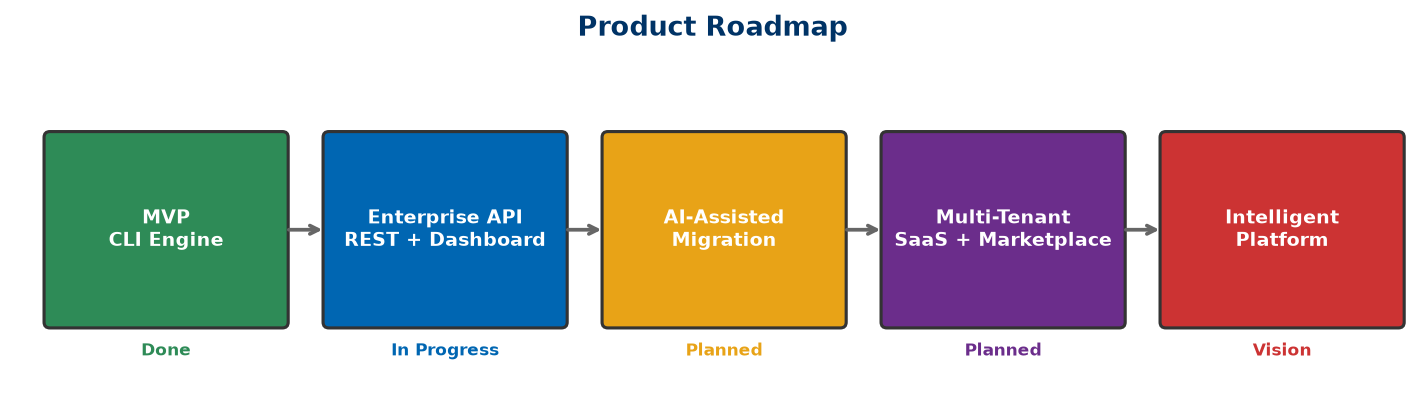 Product Roadmap
MVP
CLI Engine
Enterprise API
REST + Dashboard
AI-Assisted
Migration
Multi-Tenant
SaaS + Marketplace
Intelligent
Platform
Done
In Progress
Planned
Planned
Vision